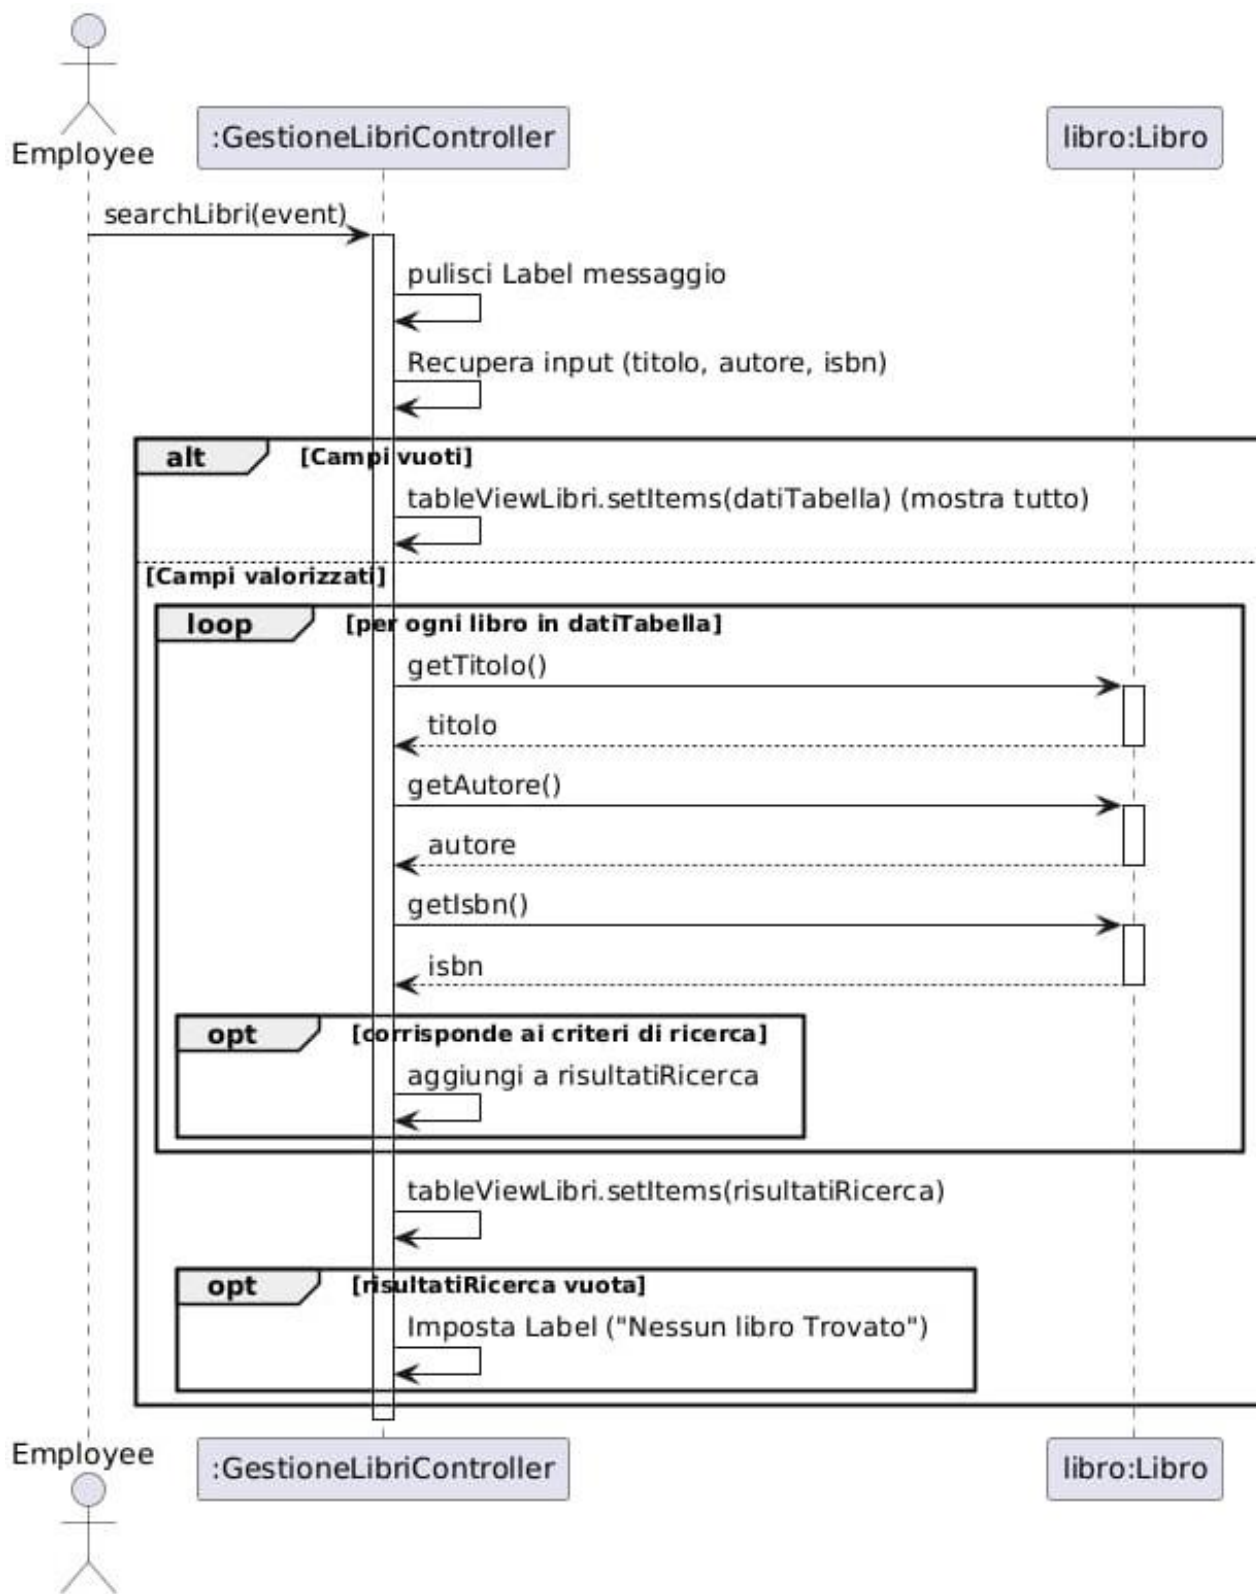 Employee
:GestioneLibriController
libro:Libro
searchLibri(event)
pulisci Label messaggio
Recupera input (titolo, autore, isbn)
alt [Campi vuoti]
tableViewLibri.setItems(datiTabella) (mostra tutto)
[Campi valorizzati]
loop [per ogni libro in datiTabella]
getTitolo()
titolo
getAutore()
autore
getIsbn()
isbn
opt [corrisponde ai criteri di ricerca]
aggiungi a risultatiRicerca
tableViewLibri.setItems(risultatiRicerca)
opt [risultatiRicerca vuota]
Imposta Label ("Nessun libro Trovato")
Employee
:GestioneLibriController
libro:Libro